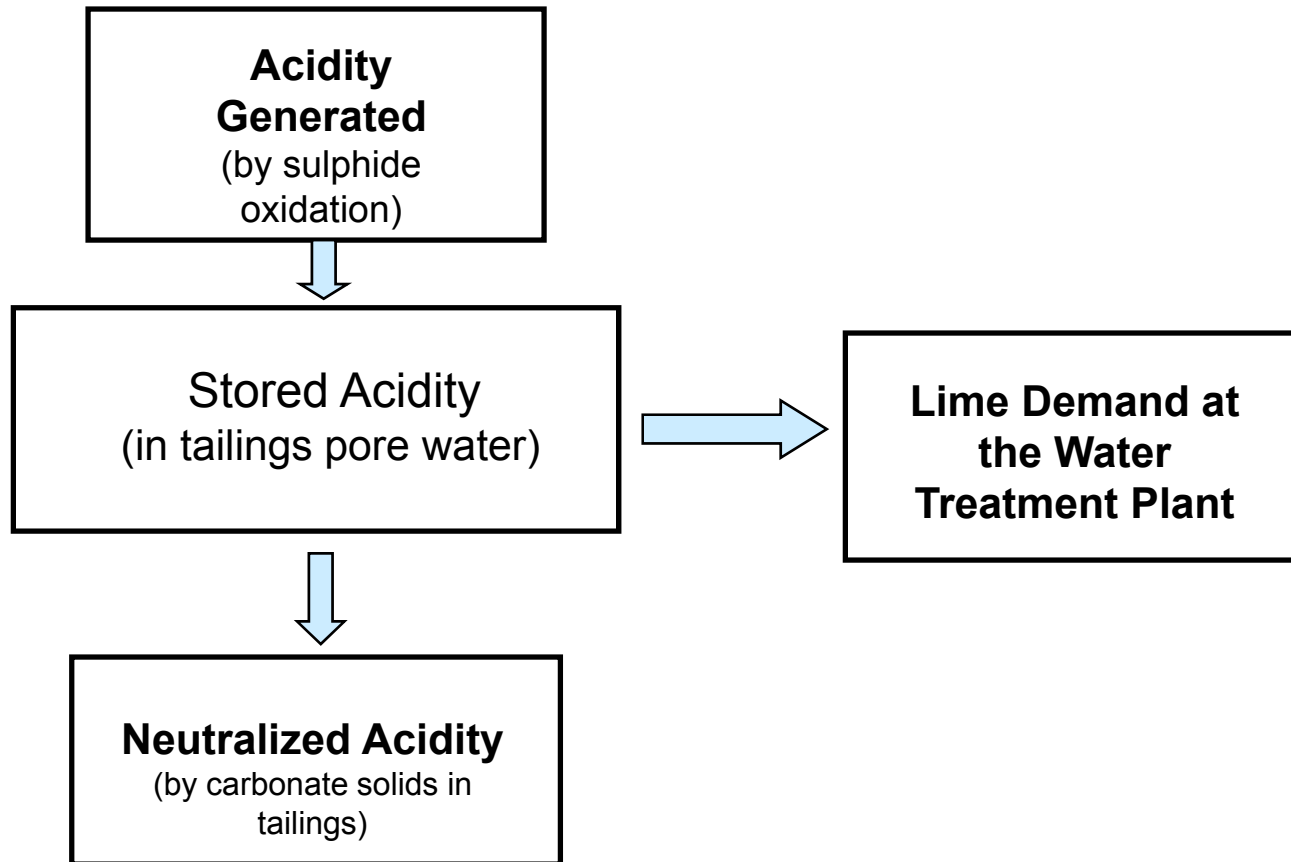 Acidity
Generated
(by sulphide
oxidation)
Stored Acidity
(in tailings pore water)
Lime Demand at
the Water
Treatment Plant
Neutralized Acidity
(by carbonate solids in
tailings)